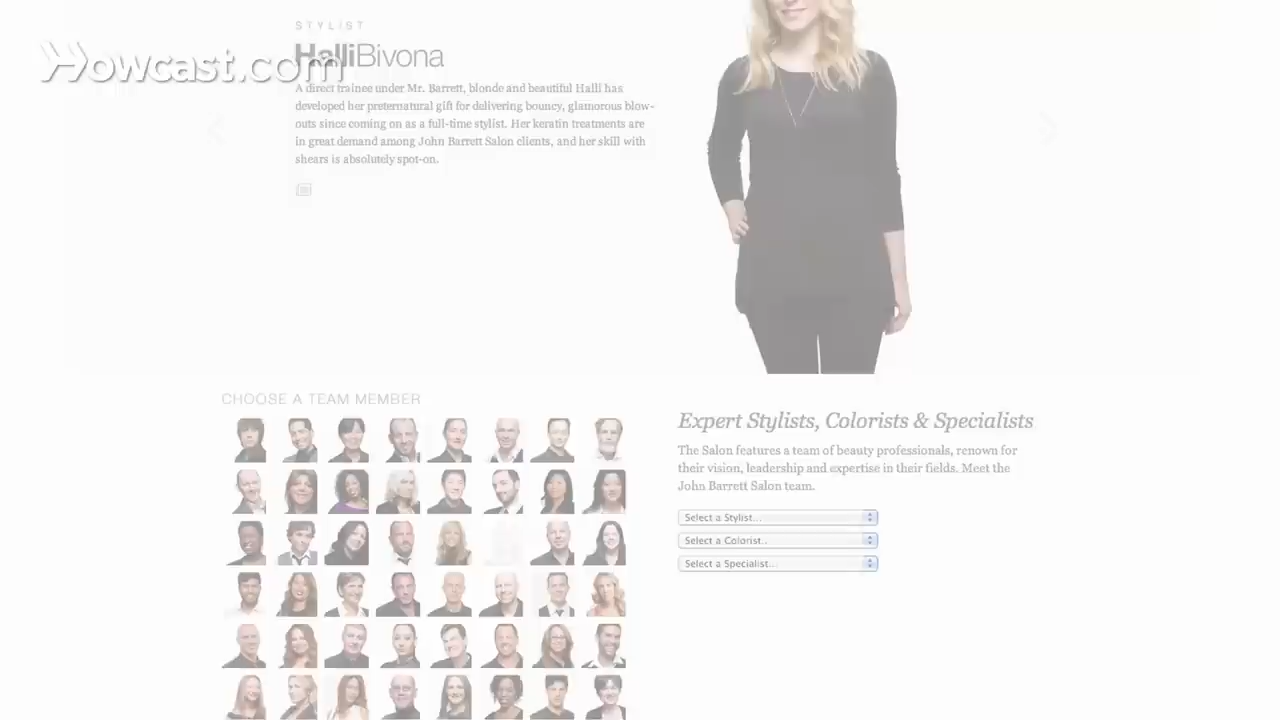 STYLIST
HalliBivona
Howcast.com
A direct trainee under Mr. Barrett, blonde and beautiful Halli has
developed her preternatural gift for delivering bouncy, glamorous blow-
outs since coming on as a full-time stylist. Her keratin treatments are
in great demand among John Barrett Salon clients, and her skill with
shears is absolutely spot-on.
CHOOSE A TEAM MEMBER
Expert Stylists, Colorists & Specialists
The Salon features a team of beauty professionals, renown for
their vision, leadership and expertise in their fields. Meet the
John Barrett Salon team.
Select a Stylist...
Select a Colorist..
Select a Specialist...